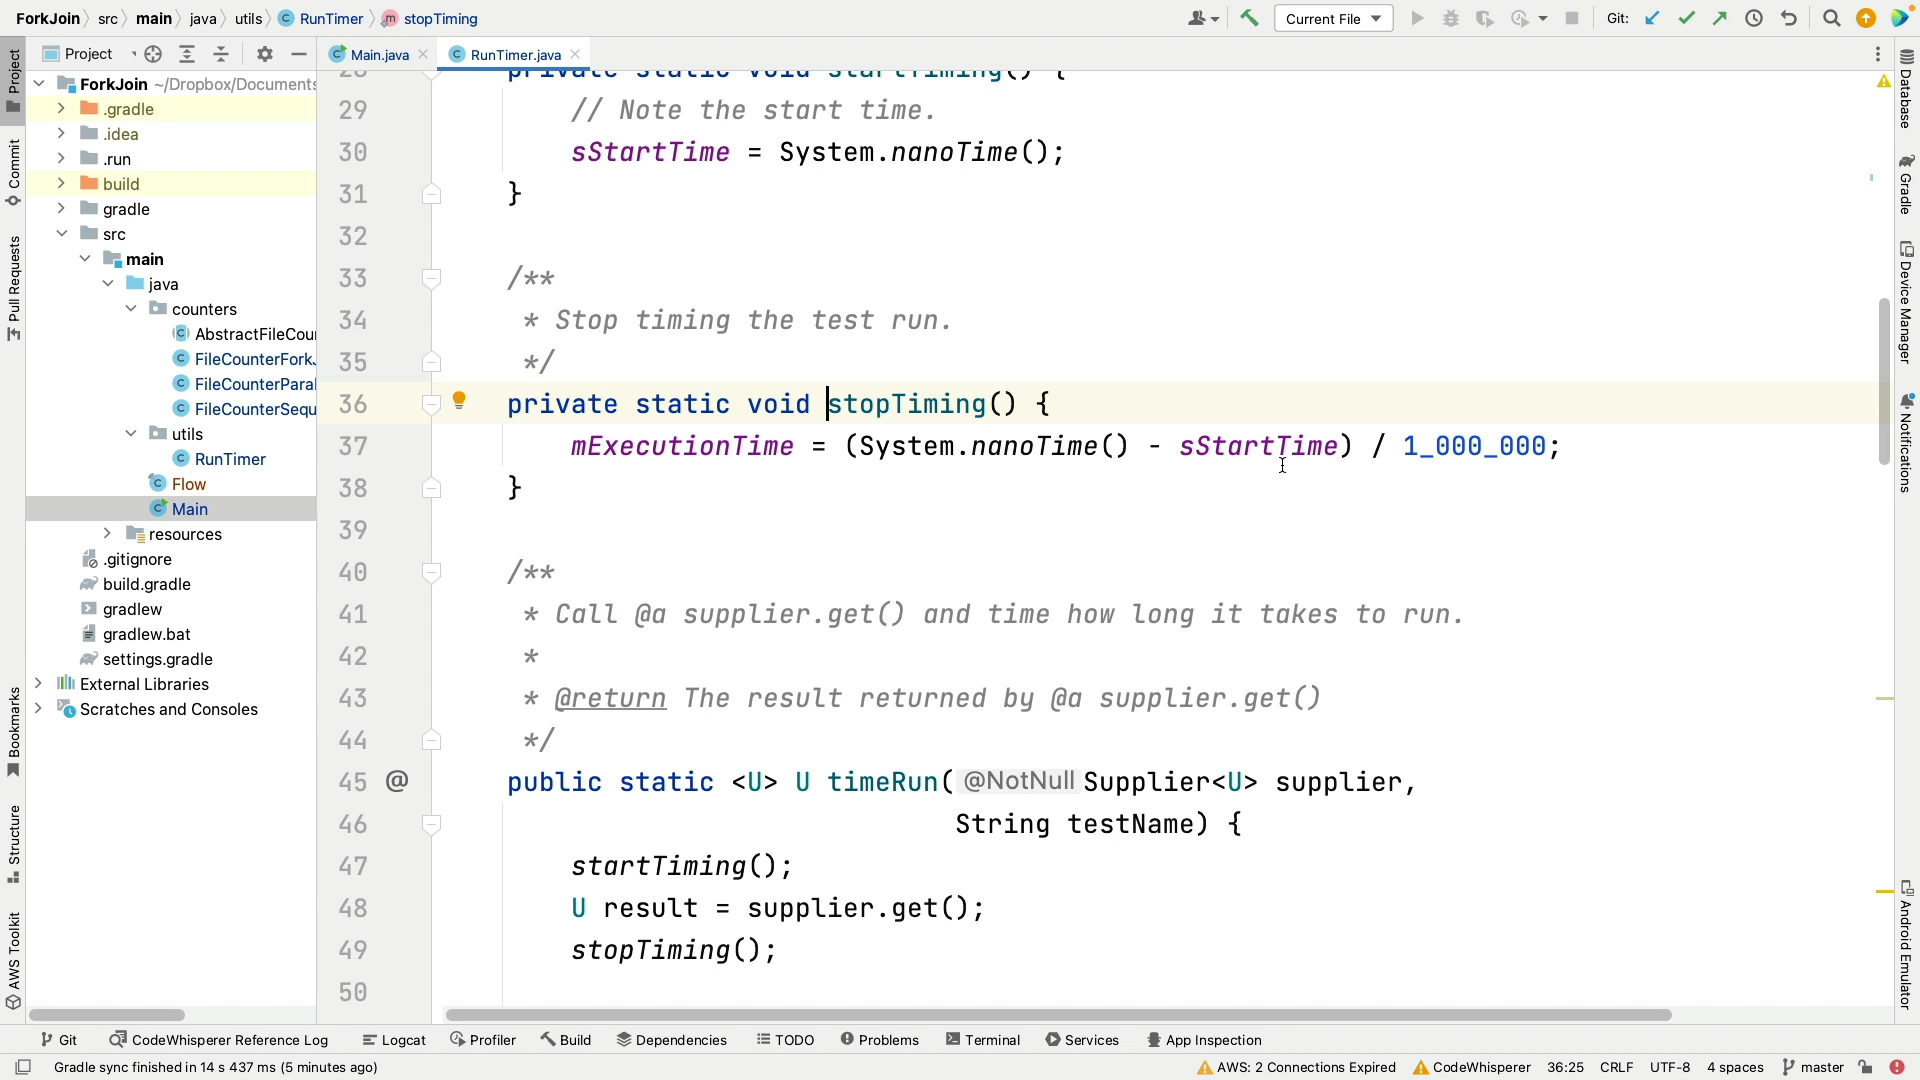 ForkJoin src main java utils RunTimer stopTiming
Current File
Git:
Project
Main.java
RunTimer.java
Project
Commit
Pull Requests
Bookmarks
Structure
AWS Toolkit
ForkJoin ~/Dropbox/Documents
.gradle
.idea
.run
build
gradle
src
main
java
counters
AbstractFileCou
FileCounterFork
FileCounterPara
FileCounterSequ
utils
RunTimer
Flow
Main
resources
.gitignore
build.gradle
gradlew
gradlew.bat
settings.gradle
External Libraries
Scratches and Consoles
28 private static void startTiming() {
29 // Note the start time.
30 sStartTime = System.nanoTime();
31 }
32
33 /**
34 * Stop timing the test run.
35 */
36 private static void stopTiming() {
37 mExecutionTime = (System.nanoTime() - sStartTime) / 1_000_000;
38 }
39
40 /**
41 * Call @a supplier.get() and time how long it takes to run.
42 *
43 * @return The result returned by @a supplier.get()
44 */
45 @ public static <U> U timeRun( @NotNull Supplier<U> supplier,
46 String testName) {
47 startTiming();
48 U result = supplier.get();
49 stopTiming();
50
Database
Gradle
Device Manager
Notifications
Android Emulator
Git
CodeWhisperer Reference Log
Logcat
Profiler
Build
Dependencies
TODO
Problems
Terminal
Services
App Inspection
Gradle sync finished in 14 s 437 ms (5 minutes ago)
AWS: 2 Connections Expired
CodeWhisperer
36:25
CRLF
UTF-8
4 spaces
master